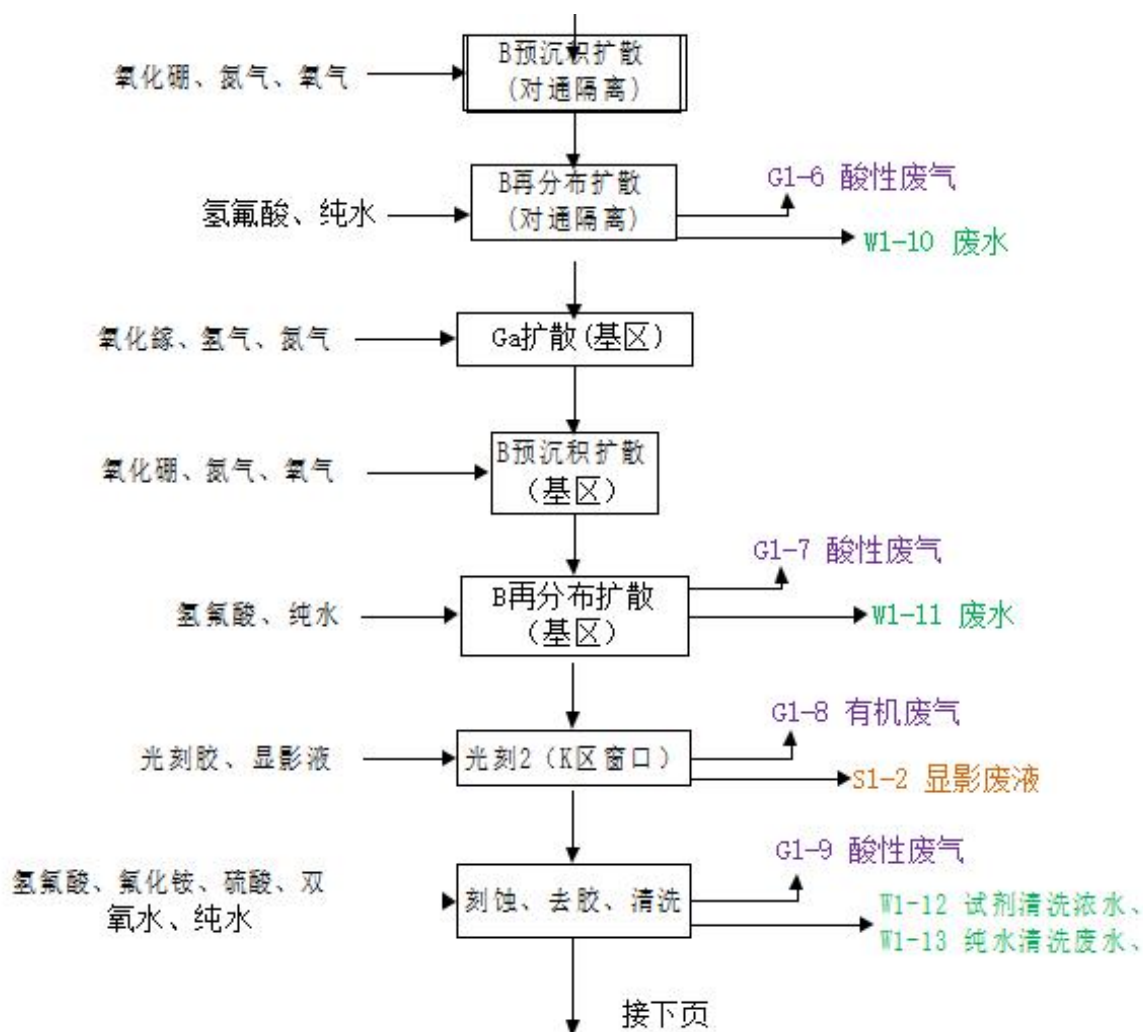 B预沉积扩散
(对通隔离)
氧化硼、氮气、氧气
B再分布扩散
(对通隔离)
氢氟酸、纯水
G1-6 酸性废气
W1-10 废水
氧化镓、氢气、氮气
Ga扩散(基区)
B预沉积扩散
（基区）
氧化硼、氮气、氧气
G1-7 酸性废气
B再分布扩散
（基区）
氢氟酸、纯水
W1-11 废水
G1-8 有机废气
光刻胶、显影液
光刻2（K区窗口）
S1-2 显影废液
G1-9 酸性废气
氢氟酸、氟化铵、硫酸、双
氧水、纯水
刻蚀、去胶、清洗
W1-12 试剂清洗浓水、
W1-13 纯水清洗废水、
接下页